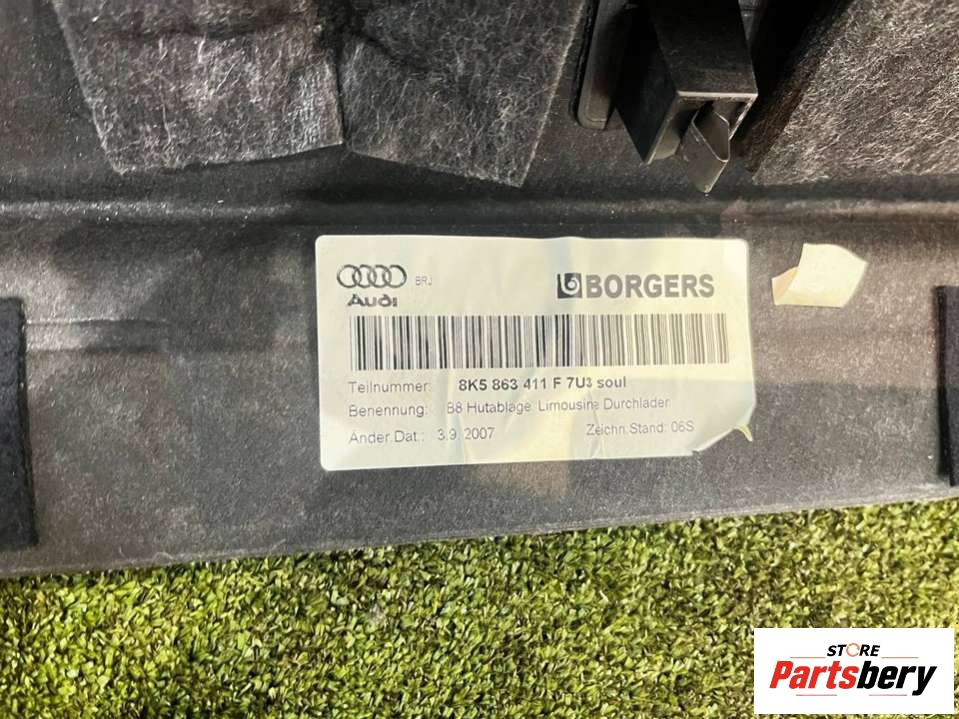 BRJ
Audi
BORGERS
Teilnummer: 8K5 863 411 F 7U3 soul
Benennung: B8 Hutablage Limousine Durchlader
Änder.Dat.: 3.9.2007 Zeichn.Stand: 06S
STORE
Partsbery